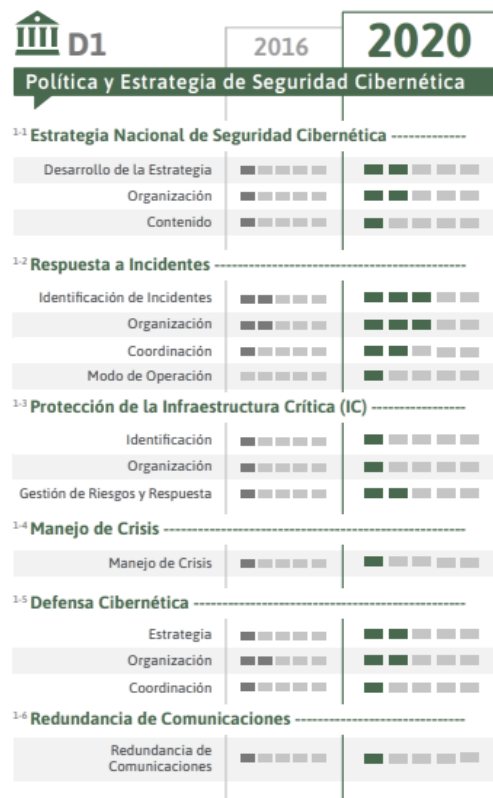 D1
2016
2020
Política y Estrategia de Seguridad Cibernética
1-1 Estrategia Nacional de Seguridad Cibernética
Desarrollo de la Estrategia
Organización
Contenido
1-2 Respuesta a Incidentes
Identificación de Incidentes
Organización
Coordinación
Modo de Operación
1-3 Protección de la Infraestructura Crítica (IC)
Identificación
Organización
Gestión de Riesgos y Respuesta
1-4 Manejo de Crisis
Manejo de Crisis
1-5 Defensa Cibernética
Estrategia
Organización
Coordinación
1-6 Redundancia de Comunicaciones
Redundancia de
Comunicaciones